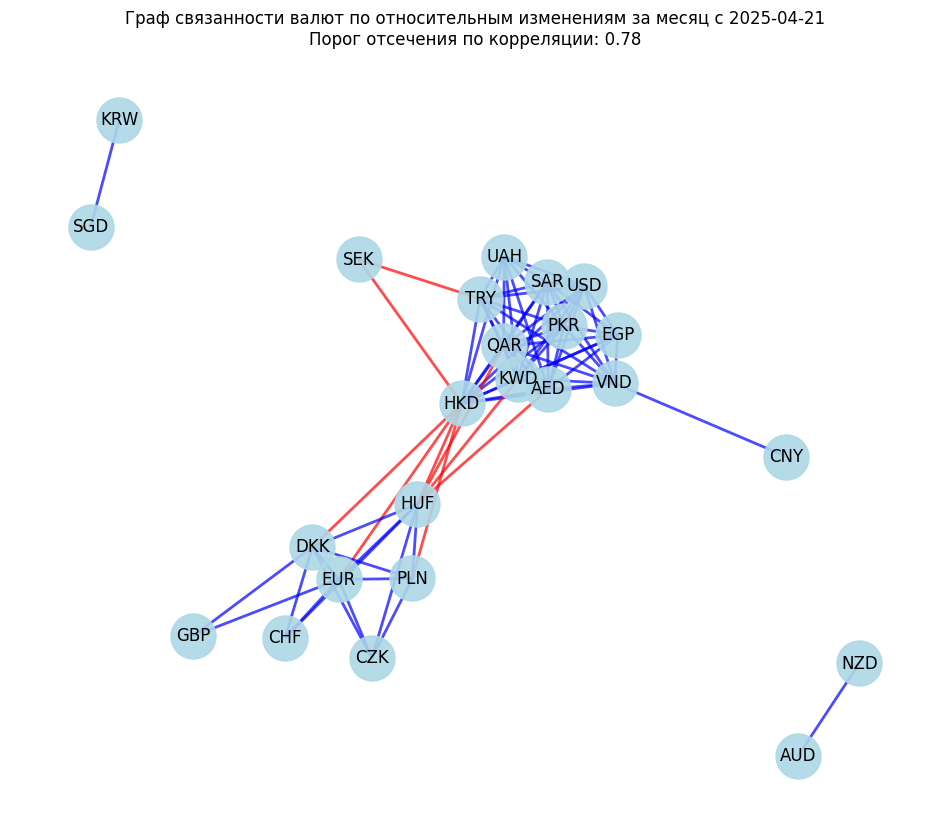 Граф связанности валют по относительным изменениям за месяц с 2025-04-21
Порог отсечения по корреляции: 0.78
KRW
SGD
SEK
UAH
SAR
USD
TRY
PKR
EGP
QAR
KWD
AED
VND
HKD
CNY
HUF
DKK
EUR
PLN
GBP
CHF
CZK
NZD
AUD